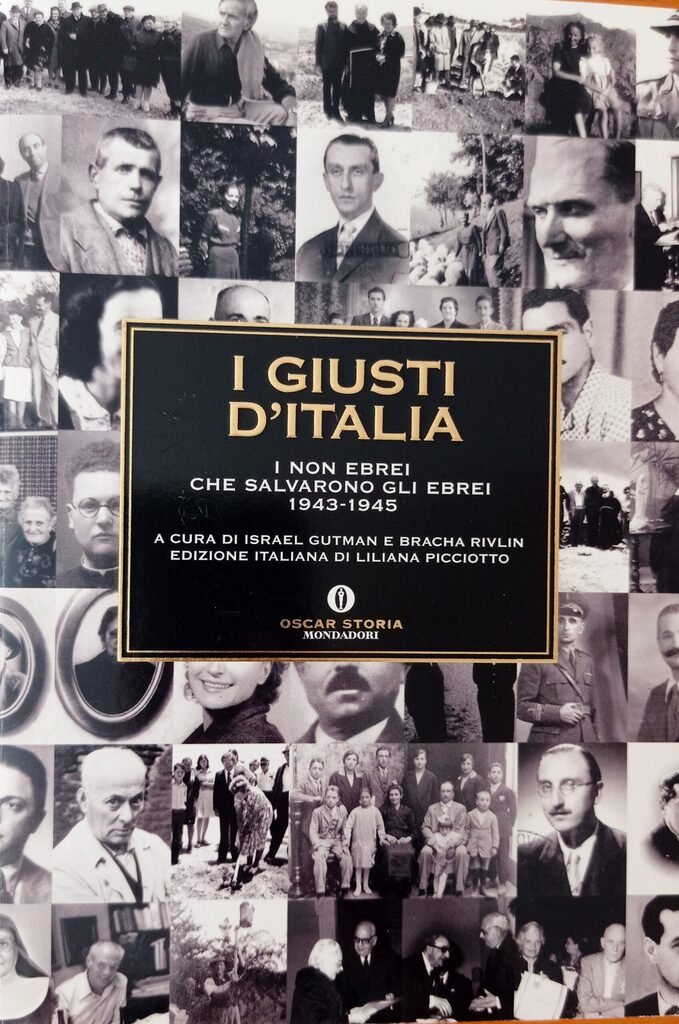 I GIUSTI
D'ITALIA
I NON EBREI
CHE SALVARONO GLI EBREI
1943-1945
A CURA DI ISRAEL GUTMAN E BRACHA RIVLIN
EDIZIONE ITALIANA DI LILIANA PICCIOTTO
OSCAR STORIA
MONDADORI